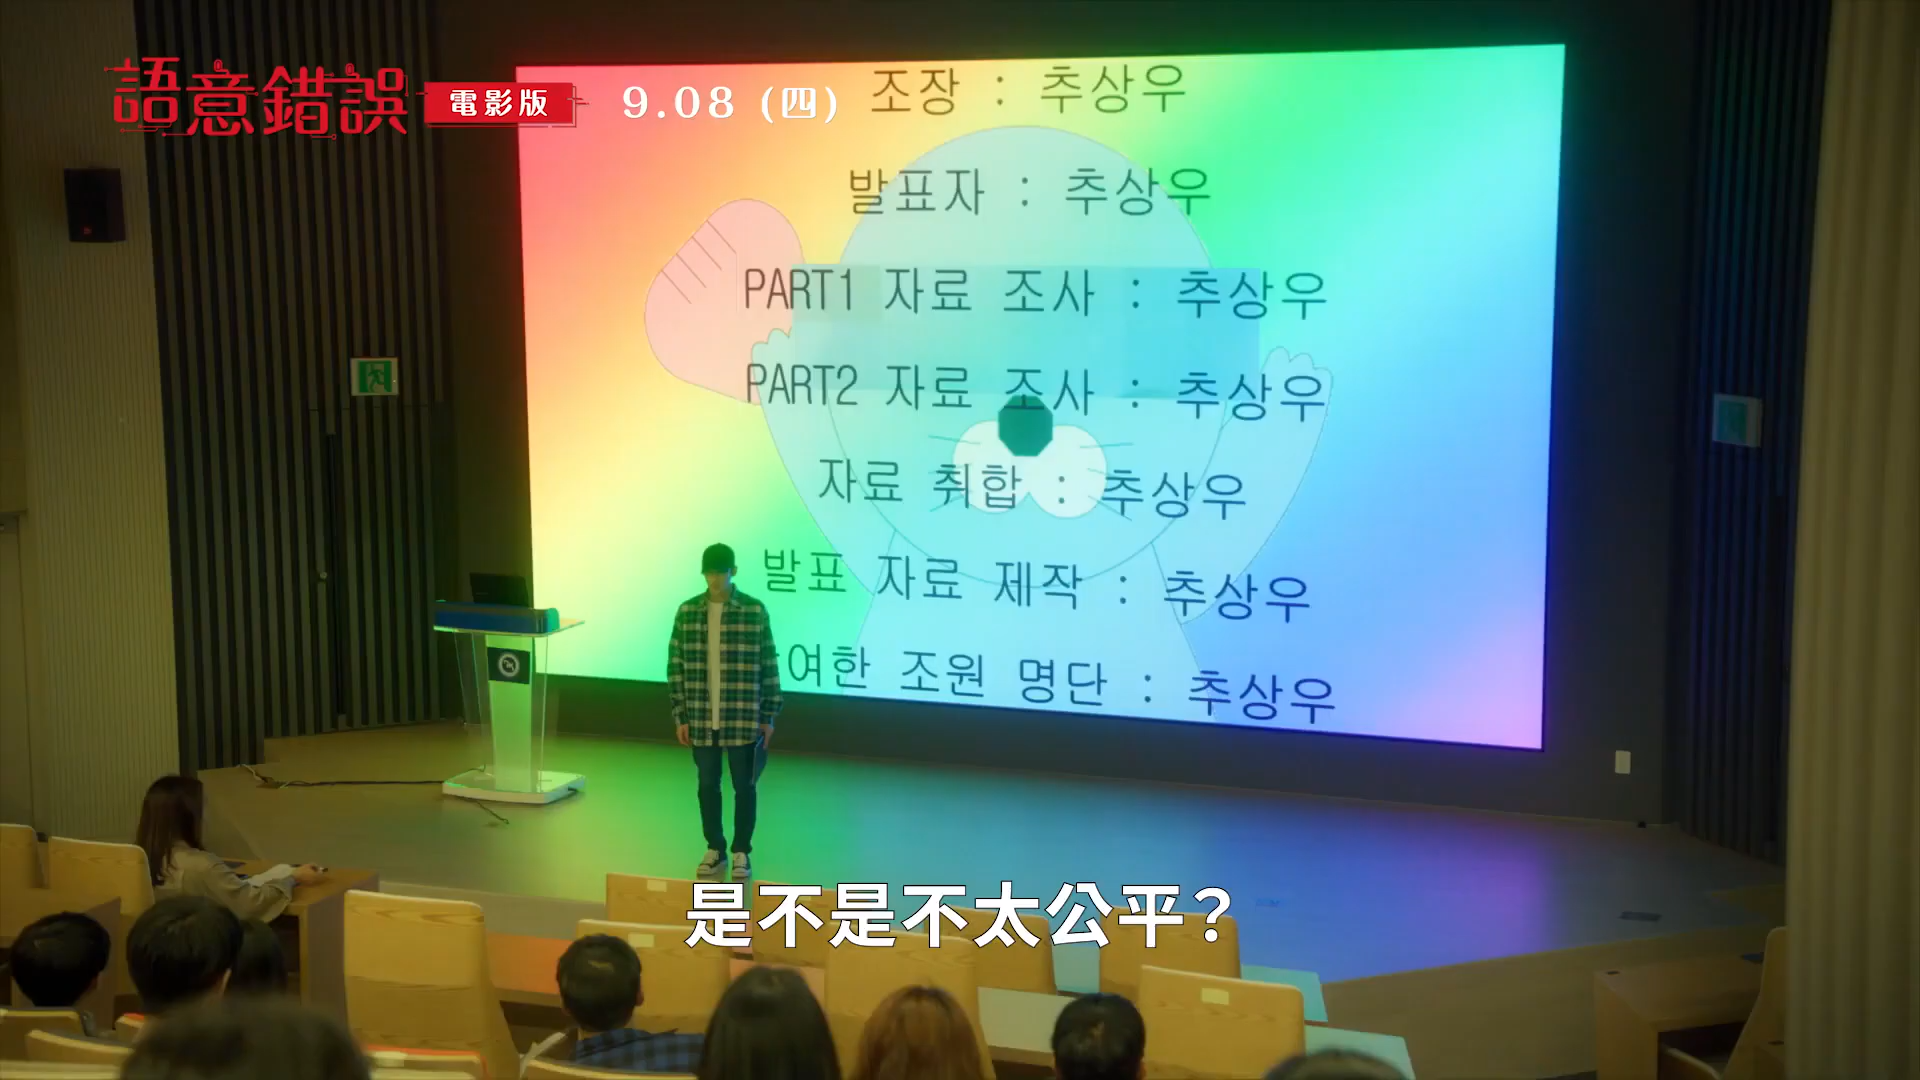 語意錯誤 電影版 9.08 (四)
조장 : 추상우
발표자 : 추상우
PART1 자료 조사 : 추상우
PART2 자료 조사 : 추상우
자료 취합 : 추상우
발표 자료 제작 : 추상우
여한 조원 명단 : 추상우
是不是不太公平?